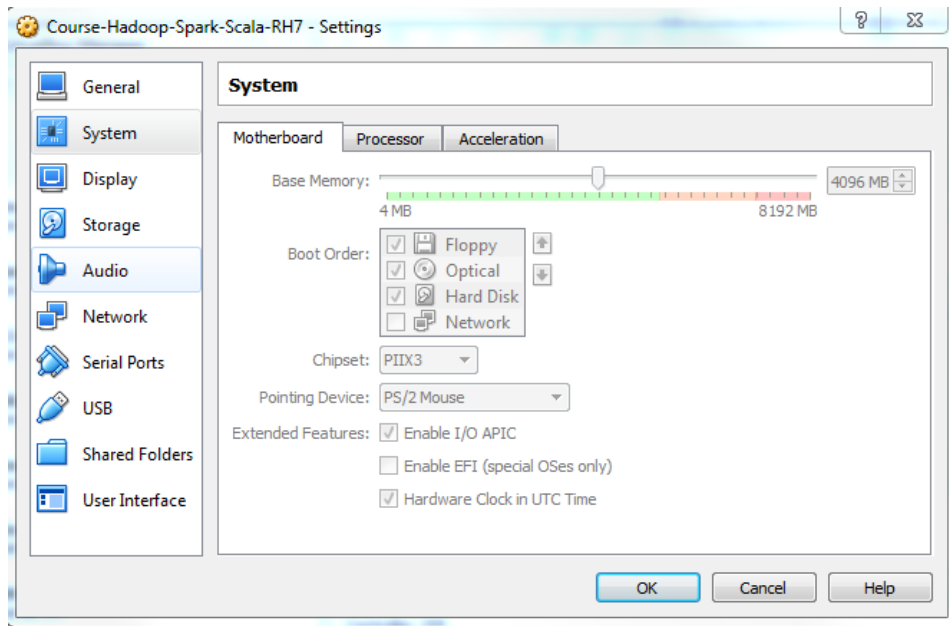 Course-Hadoop-Spark-Scala-RH7 - Settings
?
General
System
Display
Storage
Audio
Network
Serial Ports
USB
Shared Folders
User Interface
System
Motherboard Processor Acceleration
Base Memory: 4096 MB
4 MB 8192 MB
Boot Order: Floppy
Optical
Hard Disk
Network
Chipset: PIIX3
Pointing Device: PS/2 Mouse
Extended Features: Enable I/O APIC
Enable EFI (special OSes only)
Hardware Clock in UTC Time
OK Cancel Help